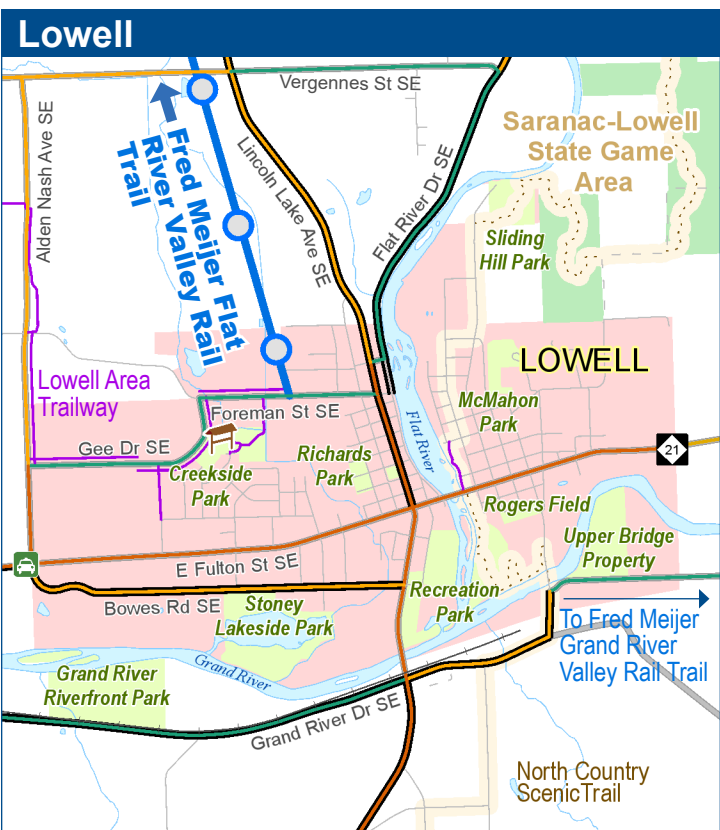 Lowell
Vergennes St SE
Alden Nash Ave SE
Fred Meijer Flat
River Valley Rail
Trail
Lincoln Lake Ave SE
Flat River Dr SE
Saranac-Lowell
State Game
Area
Sliding
Hill Park
LOWELL
Lowell Area
Trailway
Foreman St SE
McMahon
Park
Flat River
Gee Dr SE
Creekside
Park
Richards
Park
21
Rogers Field
Upper Bridge
Property
E Fulton St SE
Bowes Rd SE
Stoney
Lakeside Park
Recreation
Park
To Fred Meijer
Grand River
Valley Rail Trail
Grand River
Riverfront Park
Grand River
Grand River Dr SE
North Country
ScenicTrail